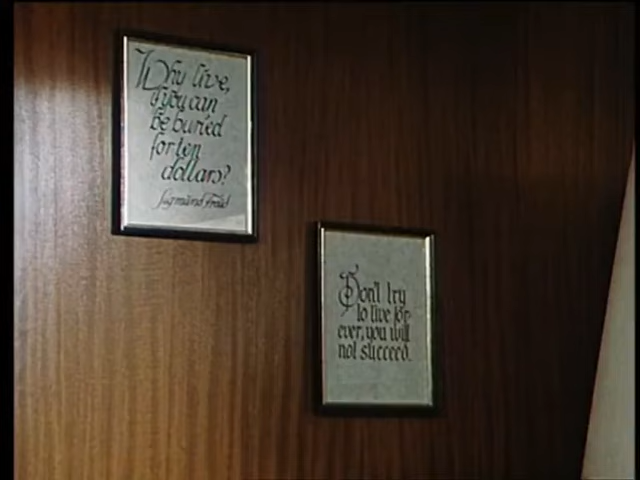 Why live,
if you can
be buried
for ten
dollars?
Sigmund Freud
Don't try
to live for
ever, you will
not succeed.